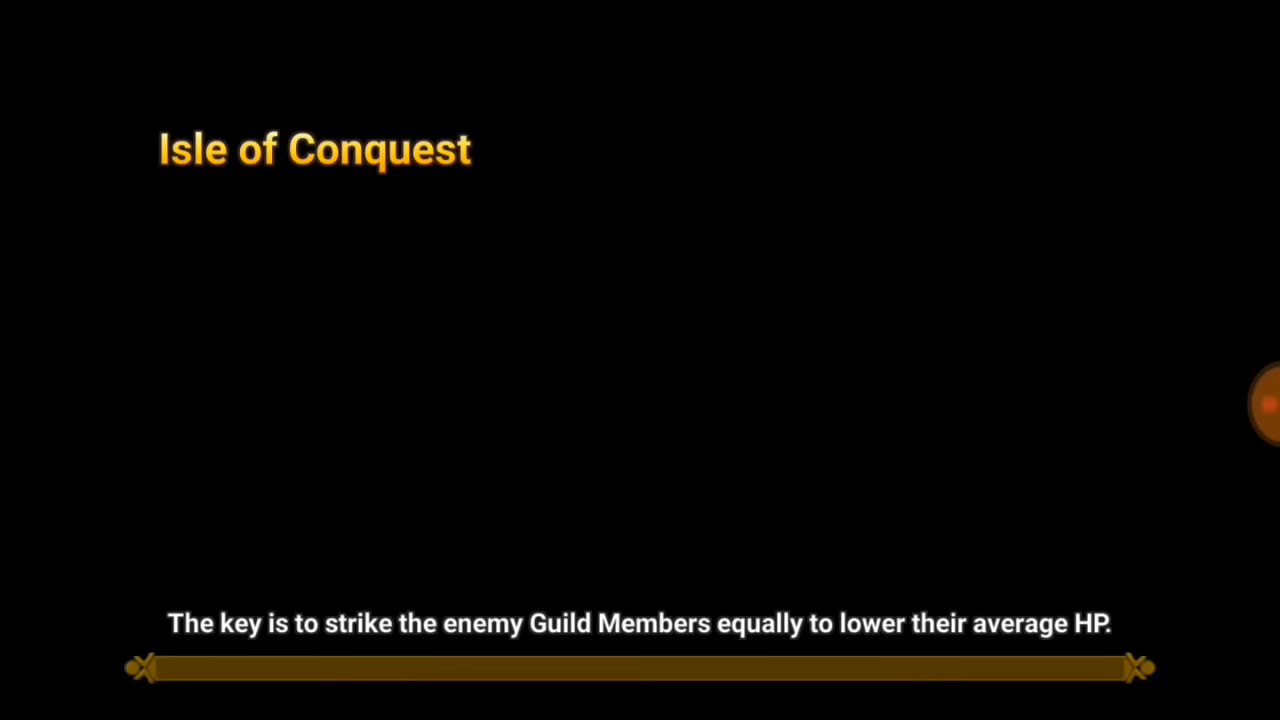 Isle of Conquest
The key is to strike the enemy Guild Members equally to lower their average HP.